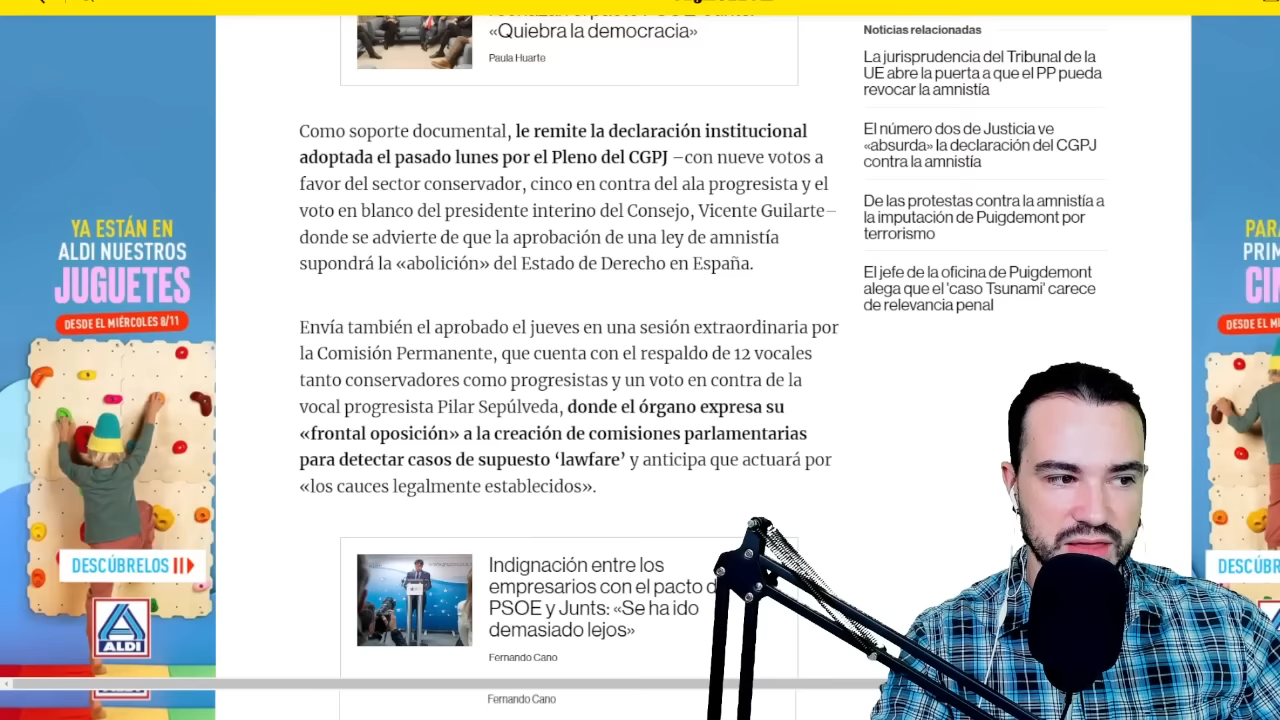 «Quiebra la democracia»
Paula Huarte
Como soporte documental, le remite la declaración institucional
adoptada el pasado lunes por el Pleno del CGPJ –con nueve votos a
favor del sector conservador, cinco en contra del ala progresista y el
voto en blanco del presidente interino del Consejo, Vicente Guilarte–
donde se advierte de que la aprobación de una ley de amnistía
supondrá la «abolición» del Estado de Derecho en España.
Envía también el aprobado el jueves en una sesión extraordinaria por
la Comisión Permanente, que cuenta con el respaldo de 12 vocales
tanto conservadores como progresistas y un voto en contra de la
vocal progresista Pilar Sepúlveda, donde el órgano expresa su
«frontal oposición» a la creación de comisiones parlamentarias
para detectar casos de supuesto ‘lawfare’ y anticipa que actuará por
«los cauces legalmente establecidos».
Indignación entre los
empresarios con el pacto
PSOE y Junts: «Se ha ido
demasiado lejos»
Fernando Cano
Fernando Cano
Noticias relacionadas
La jurisprudencia del Tribunal de la
UE abre la puerta a que el PP pueda
revocar la amnistía
El número dos de Justicia ve
«absurda» la declaración del CGPJ
contra la amnistía
De las protestas contra la amnistía a
la imputación de Puigdemont por
terrorismo
El jefe de la oficina de Puigdemont
alega que el 'caso Tsunami' carece
de relevancia penal
YA ESTÁN EN
ALDI NUESTROS
JUGUETES
DESDE EL MIÉRCOLES 8/11
DESCÚBRELOS
ALDI
DESDE EL